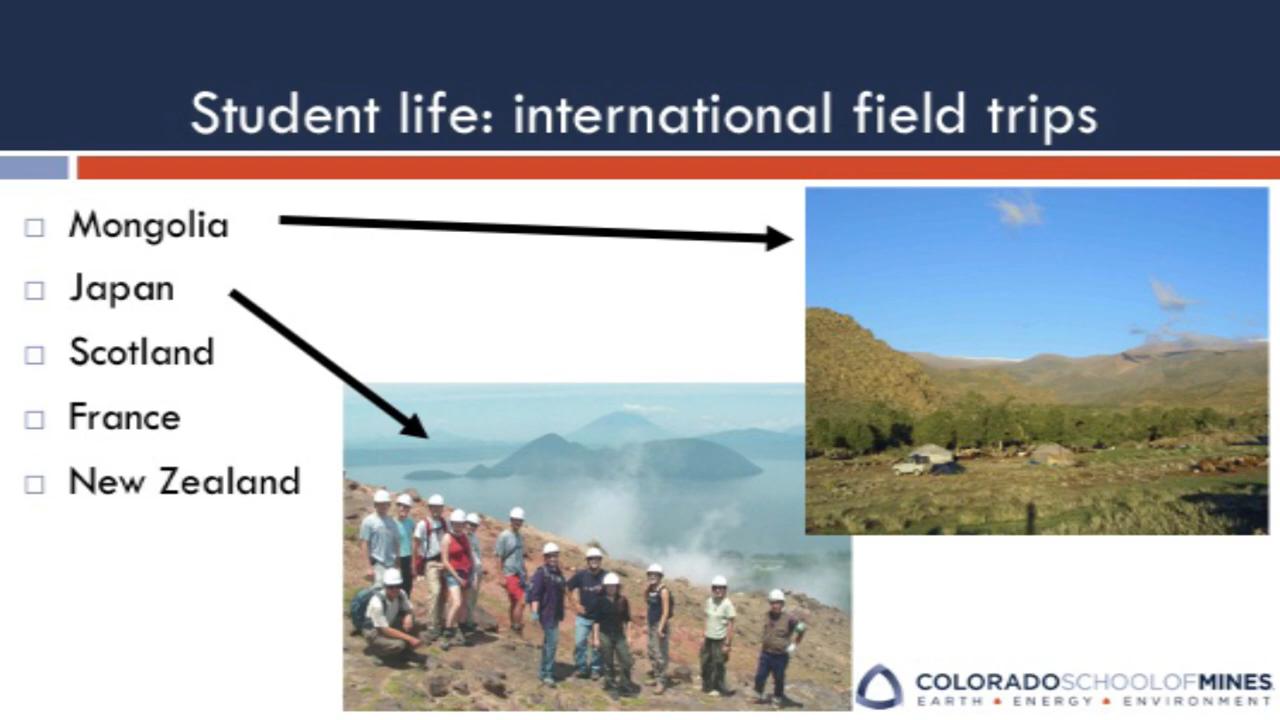 Student life: international field trips
Mongolia
Japan
Scotland
France
New Zealand
COLORADOSCHOOLOFMINES
EARTH • ENERGY • ENVIRONMENT